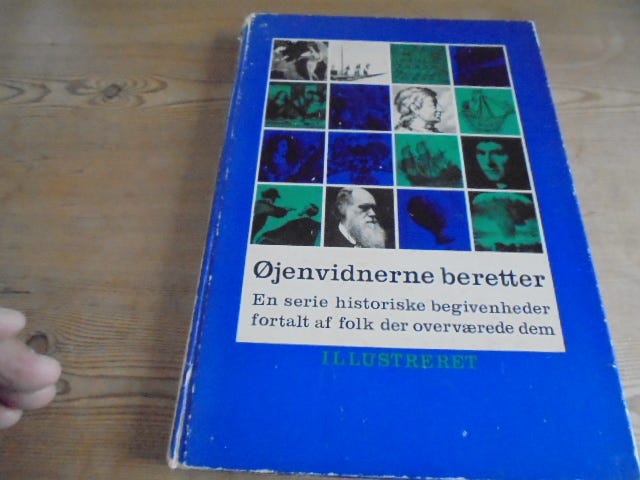 Øjenvidnerne beretter
En serie historiske begivenheder
fortalt af folk der overværede dem
ILLUSTRERET